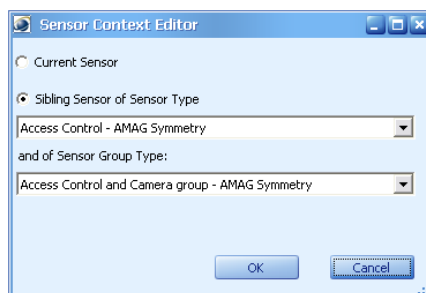 Sensor Context Editor
Current Sensor
Sibling Sensor of Sensor Type
Access Control - AMAG Symmetry
and of Sensor Group Type:
Access Control and Camera group - AMAG Symmetry
OK
Cancel